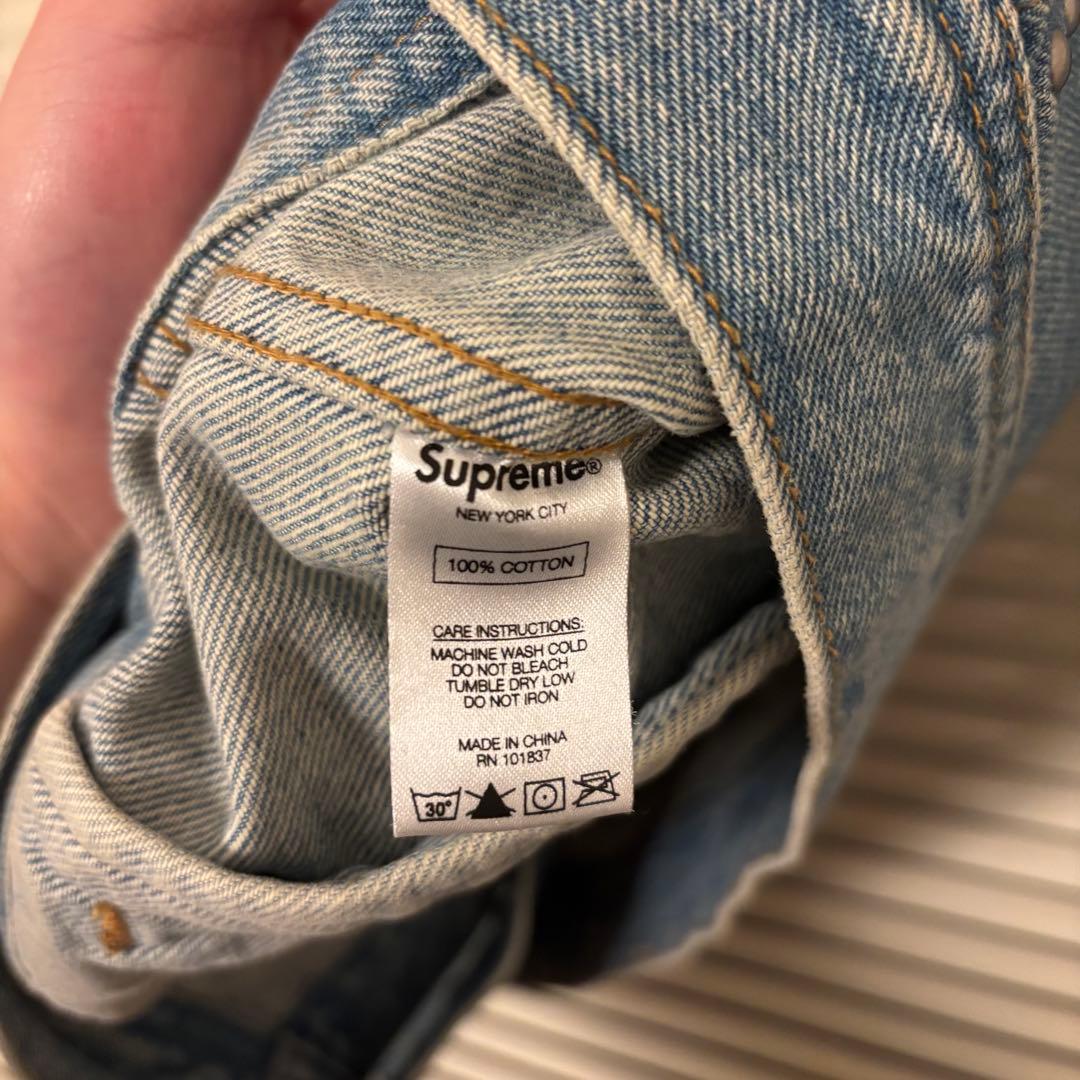 Supreme®
NEW YORK CITY
100% COTTON
CARE INSTRUCTIONS:
MACHINE WASH COLD
DO NOT BLEACH
TUMBLE DRY LOW
DO NOT IRON
MADE IN CHINA
RN 101837
30°